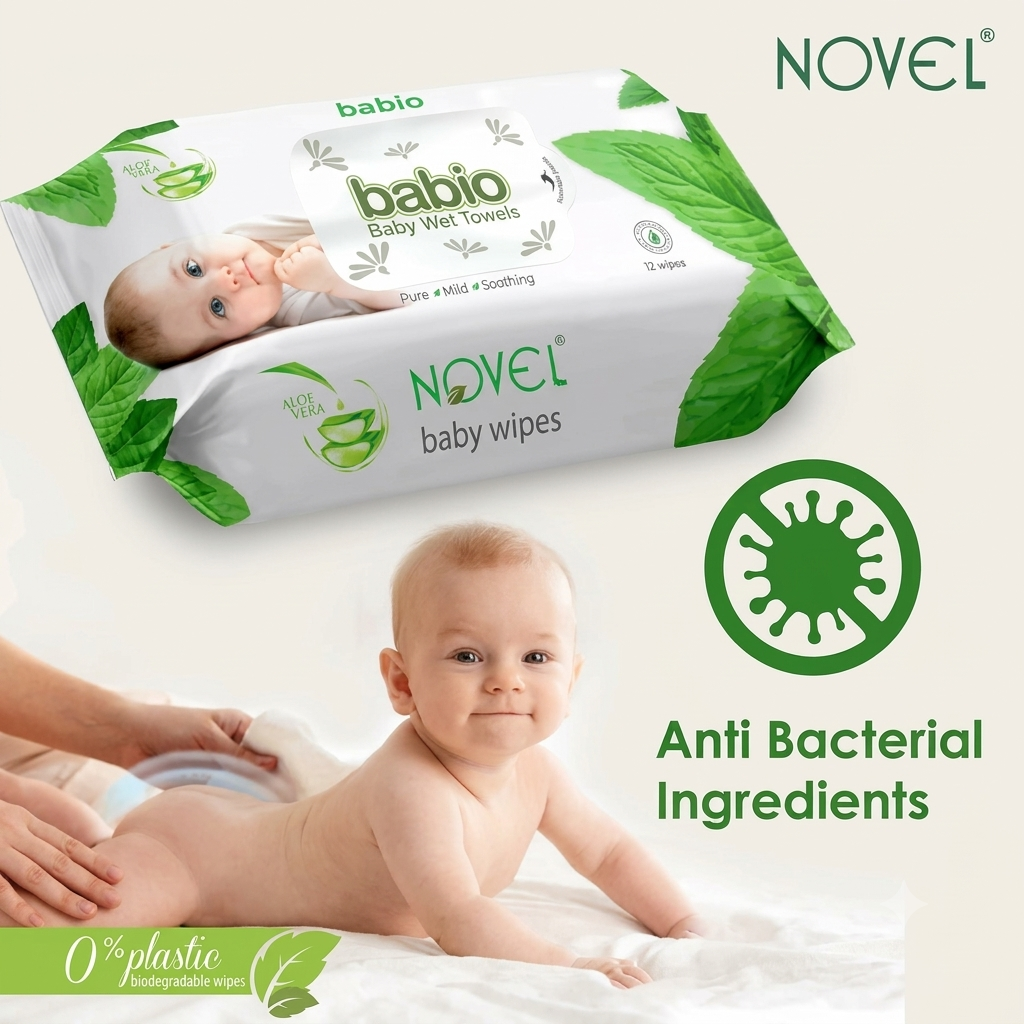 NOVEL®
babio
ALOE
VERA
babio
Baby Wet Towels
Pure Mild Soothing
12 wipes
ALOE
VERA
NOVEL®
baby wipes
Anti Bacterial
Ingredients
0% plastic
biodegradable wipes